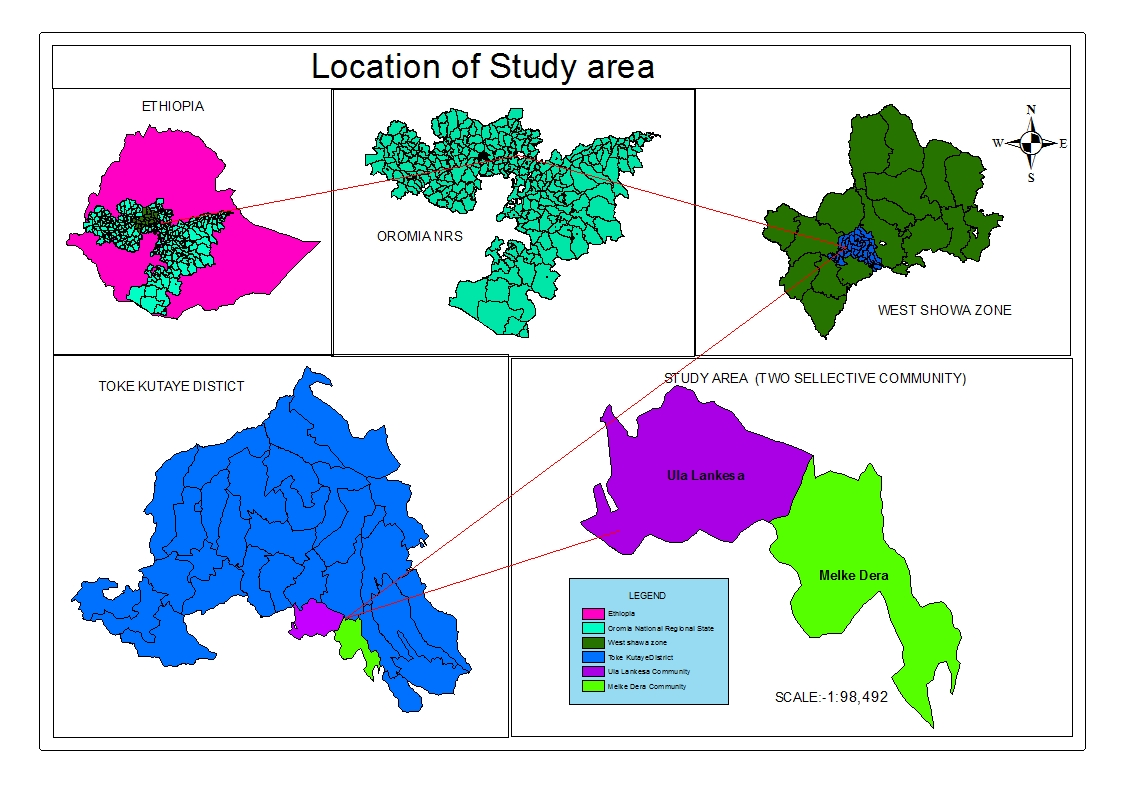 Location of Study area
ETHIOPIA
OROMIA NRS
N
W E
S
WEST SHOWA ZONE
TOKE KUTAYE DISTICT
STUDY AREA (TWO SELLECTIVE COMMUNITY)
Ula Lankesa
Melke Dera
LEGEND
Ethiopia
Oromia National Regional State
West shawa zone
Toke KutayeDistrict
Ula Lankesa Community
Melke Dera Community
SCALE:-1:98,492